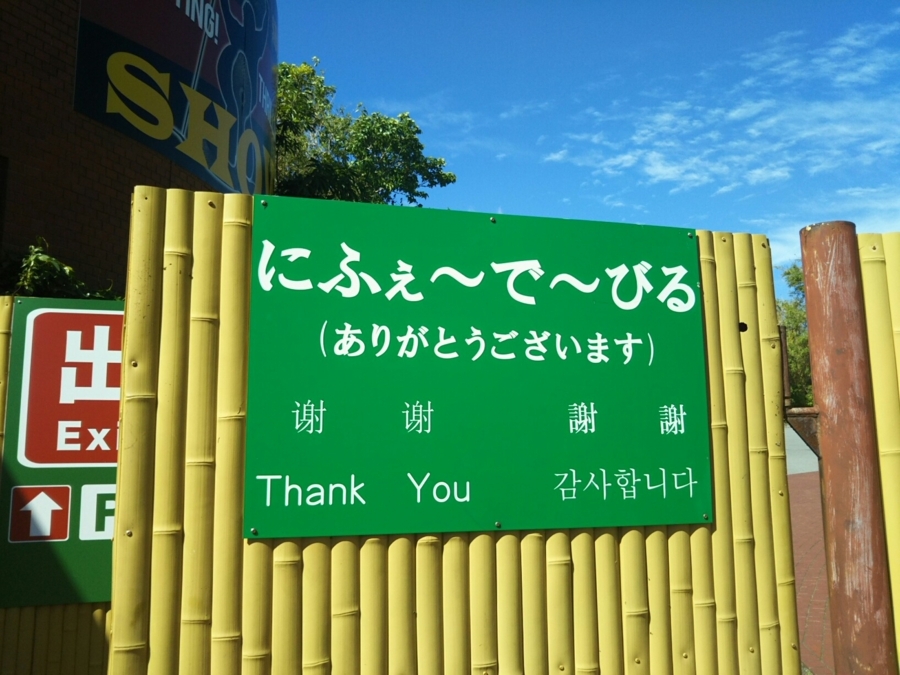 TING!
SHO
にふぇ〜で〜びる
(ありがとうございます)
谢 谢 謝 謝
Thank You 감사합니다
出
Exi